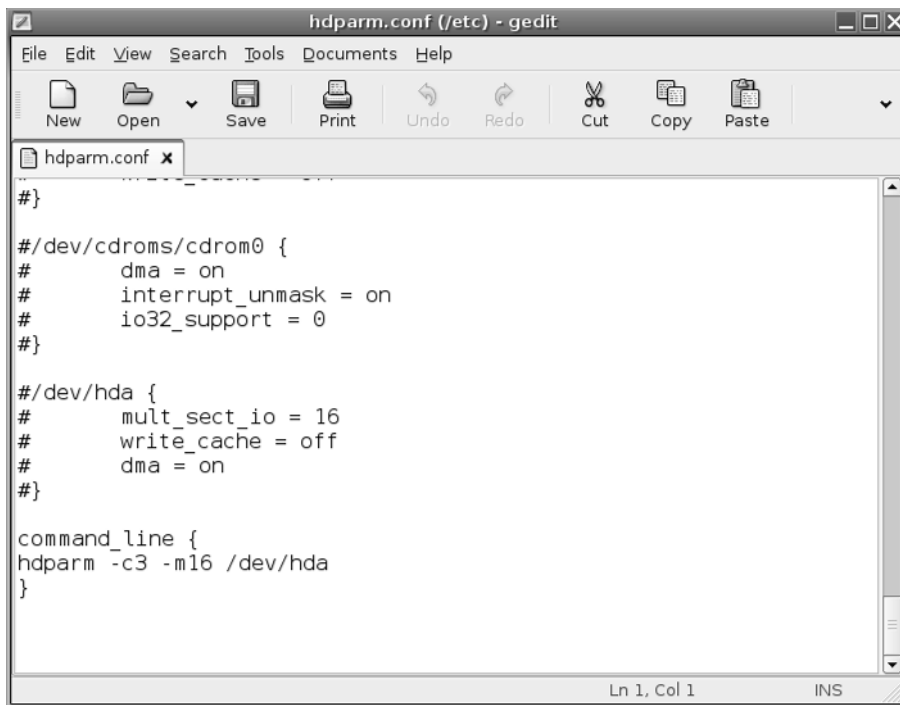 hdparm.conf (/etc) - gedit
File Edit View Search Tools Documents Help
New Open Save Print Undo Redo Cut Copy Paste
hdparm.conf
#}
#/dev/cdroms/cdrom0 {
# dma = on
# interrupt_unmask = on
# io32_support = 0
#}
#/dev/hda {
# mult_sect_io = 16
# write_cache = off
# dma = on
#}
command_line {
hdparm -c3 -m16 /dev/hda
}
Ln 1, Col 1 INS